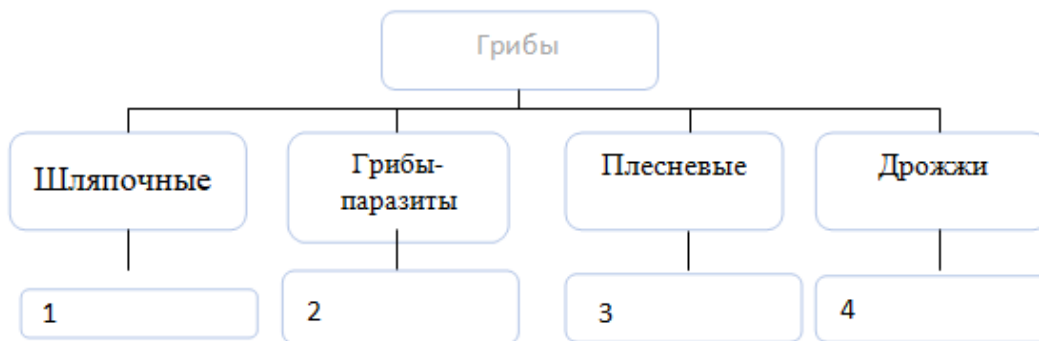 Грибы
Шляпочные
Грибы-
паразиты
Плесневые
Дрожжи
1
2
3
4